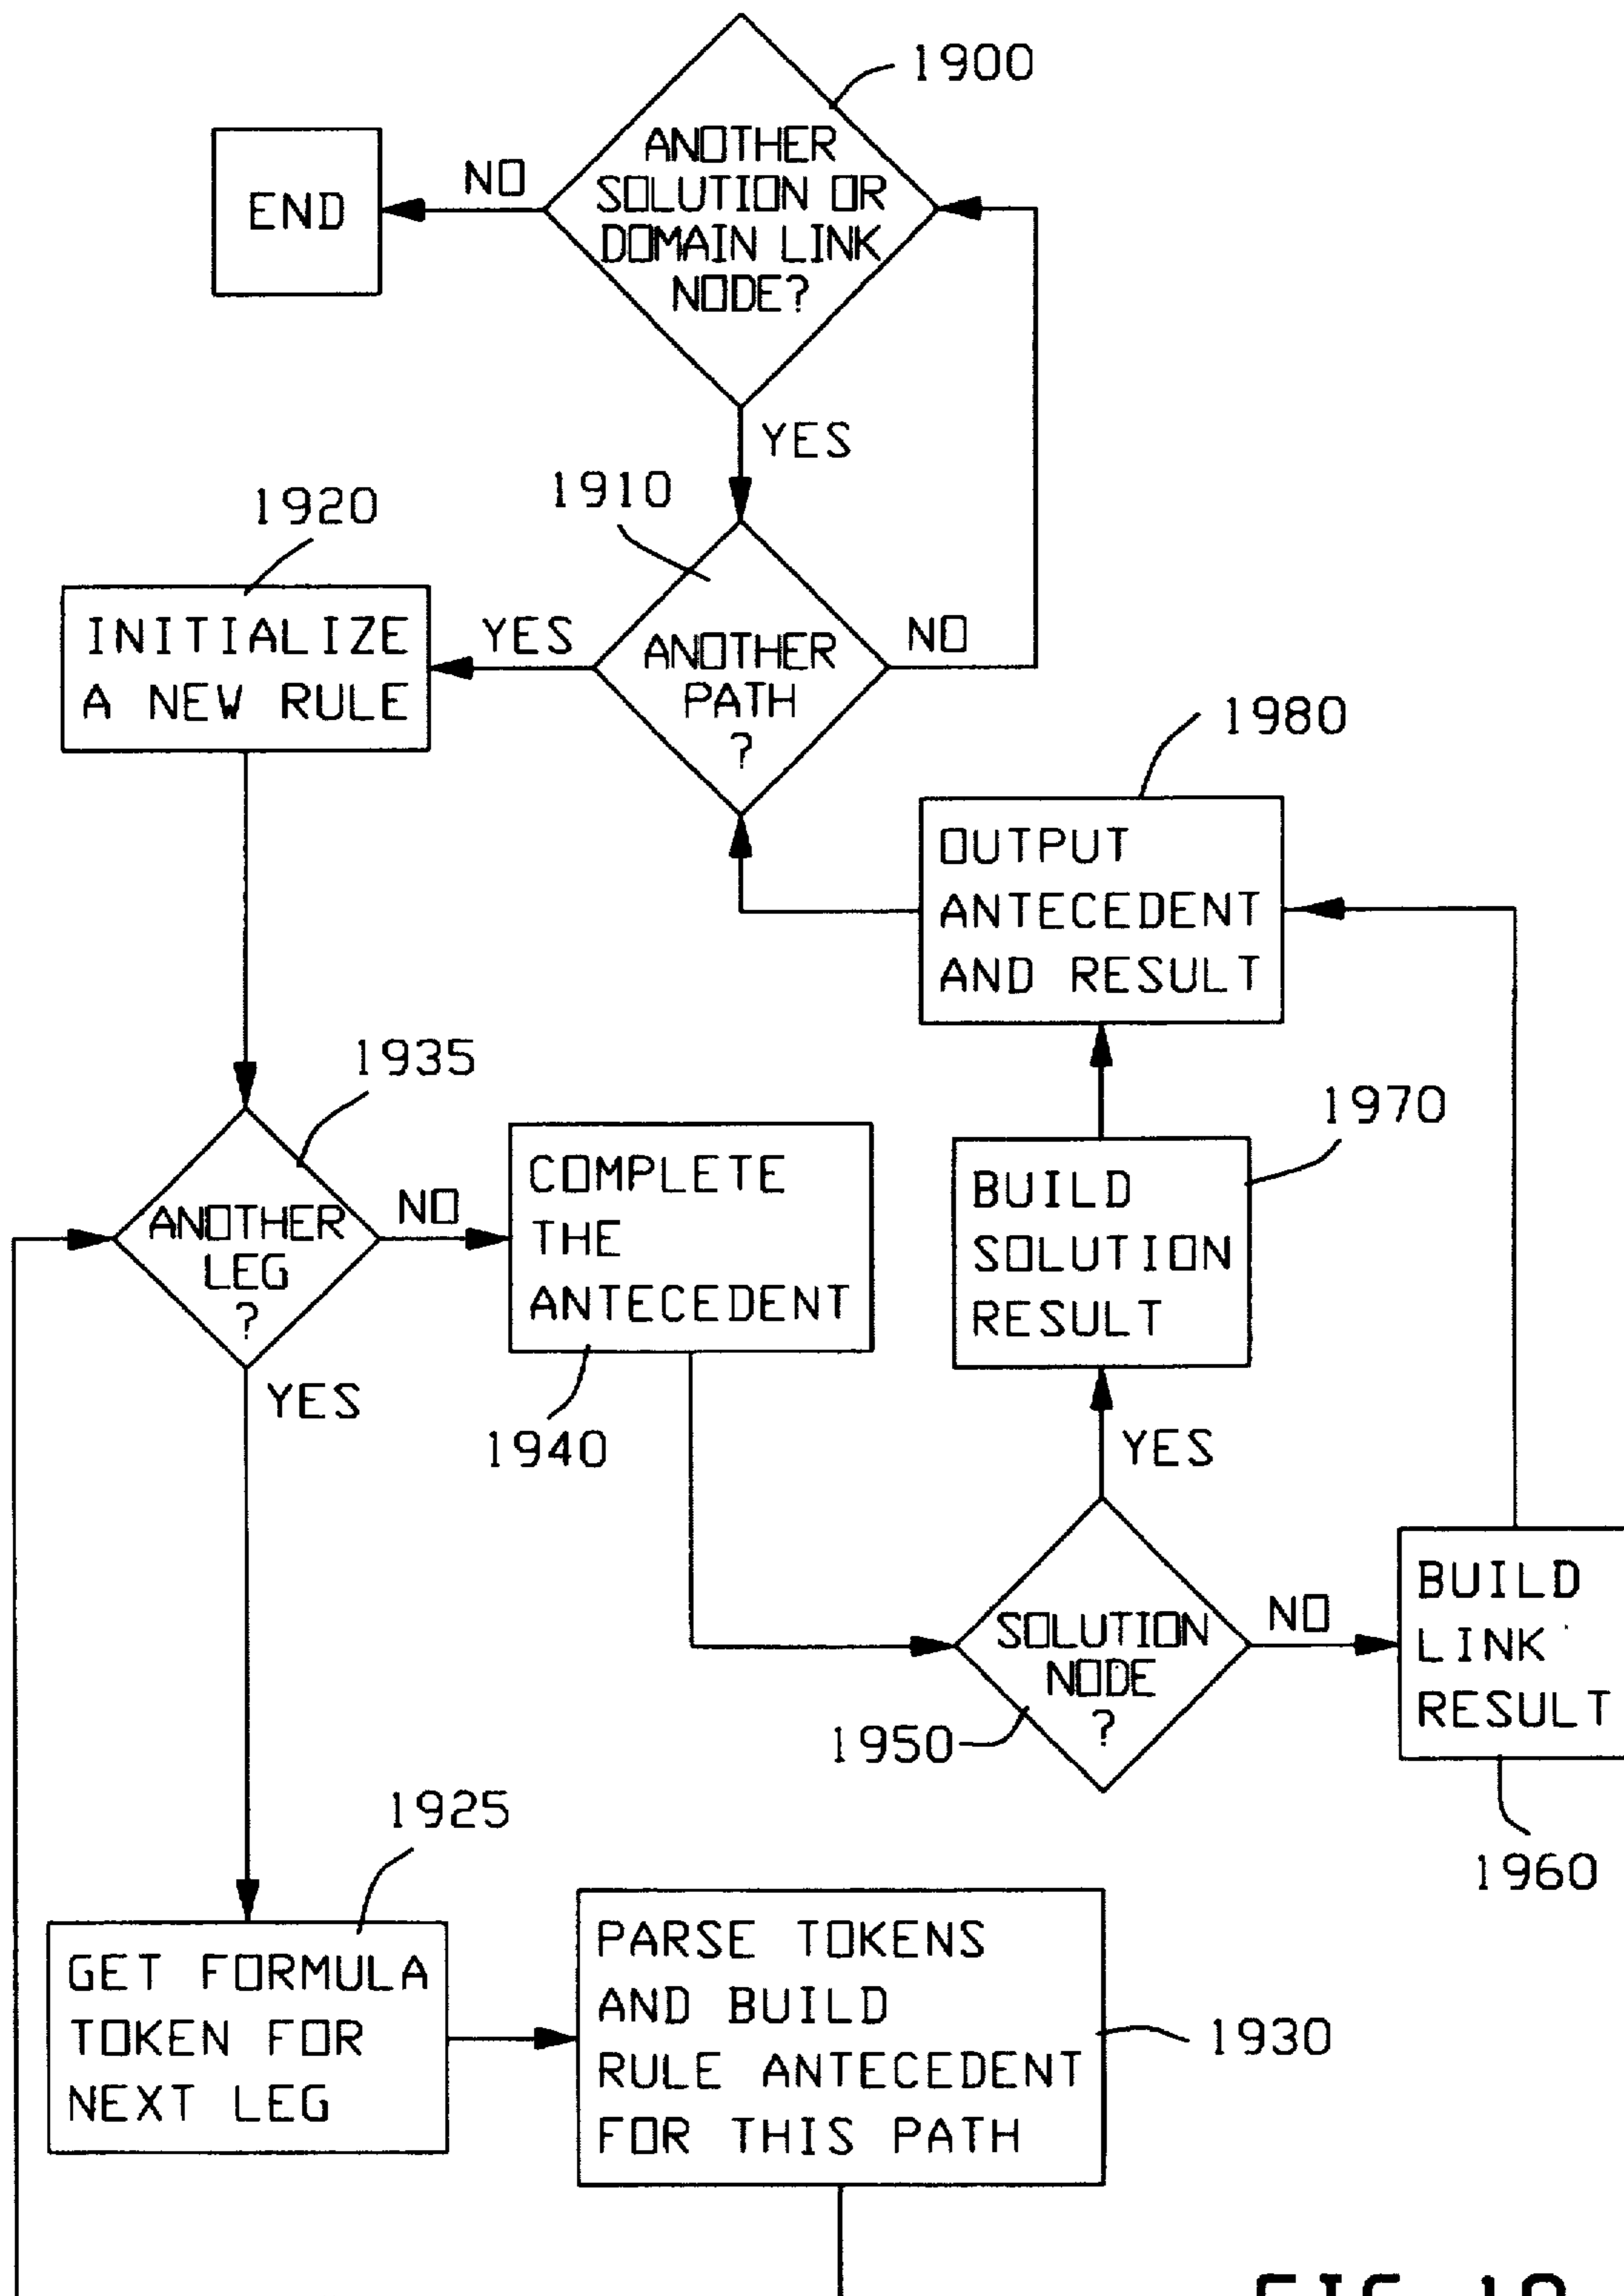 1900
ANOTHER
SOLUTION OR
DOMAIN LINK
NODE?
NO
END
YES
1910
1920
INITIALIZE
A NEW RULE
YES
ANOTHER
PATH
?
NO
1980
OUTPUT
ANTECEDENT
AND RESULT
1935
ANOTHER
LEG
?
NO
COMPLETE
THE
ANTECEDENT
1940
1970
BUILD
SOLUTION
RESULT
YES
YES
SOLUTION
NODE
?
1950
NO
BUILD
LINK
RESULT
1960
1925
GET FORMULA
TOKEN FOR
NEXT LEG
PARSE TOKENS
AND BUILD
RULE ANTECEDENT
FOR THIS PATH
1930